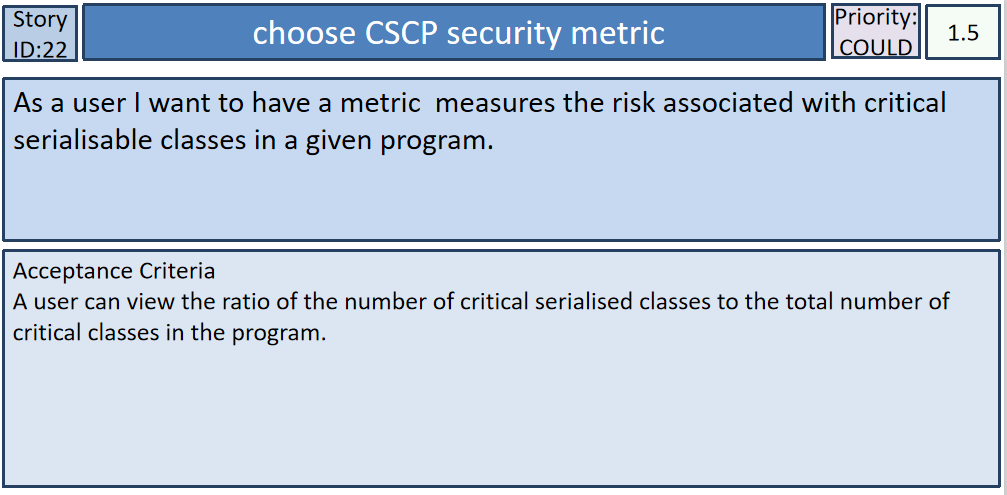 Story
ID:22
choose CSCP security metric
Priority:
COULD
1.5
As a user I want to have a metric  measures the risk associated with critical
serialisable classes in a given program.
Acceptance Criteria
A user can view the ratio of the number of critical serialised classes to the total number of
critical classes in the program.